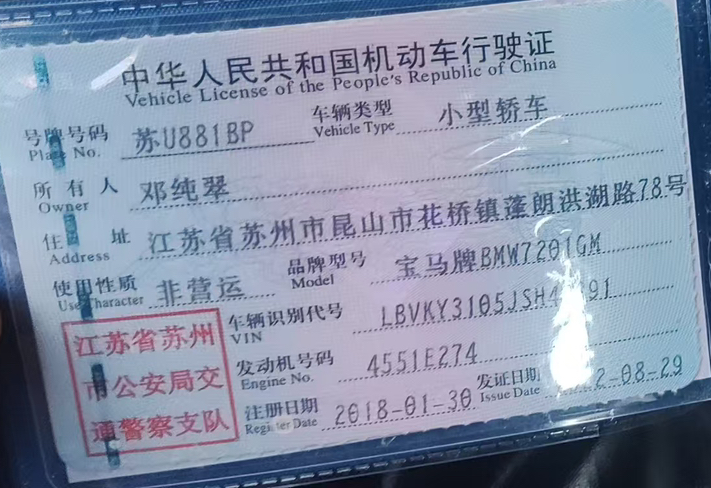 中华人民共和国机动车行驶证
Vehicle License of the People's Republic of China
号牌号码 苏U881BP 车辆类型 小型轿车
Plate No. Vehicle Type
所有人 邓纯翠
Owner
住址 江苏省苏州市昆山市花桥镇蓬朗洪湖路78号
Address
使用性质 非营运 品牌型号 宝马牌BMW7201GM
Use Character Model
车辆识别代号
VIN
发动机号码 4551E274
Engine No.
注册日期 2018-01-30 发证日期
Register Date Issue Date
江苏省苏州
市公安局交
通警察支队